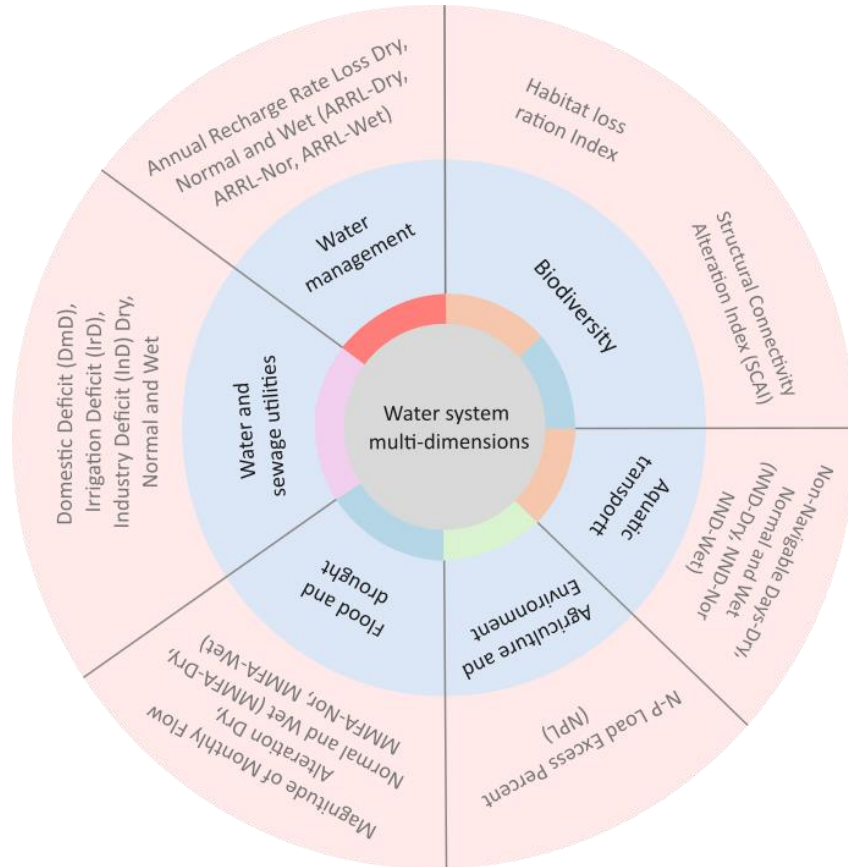 Water system
multi-dimensions
Water
management
Biodiversity
Aquatic
transportt
Agriculture and
Environment
Flood and
drought
Water and
sewage utilities
Annual Recharge Rate Loss Dry,
Normal and Wet (ARRL-Dry,
ARRL-Nor, ARRL-Wet)
Habitat loss
ration Index
Structural Connectivity
Alteration Index (SCAI)
Non-Navigable Days-Dry,
Normal and Wet
(NND-Dry, NND-Nor
NND-Wet)
N-P Load Excess Percent
(NPL)
Magnitude of Monthly Flow
Alteration Dry,
Normal and Wet (MMFA-Dry,
MMFA-Nor, MMFA-Wet)
Domestic Deficit (DmD),
Irrigation Deficit (IrD),
Industry Deficit (InD) Dry,
Normal and Wet